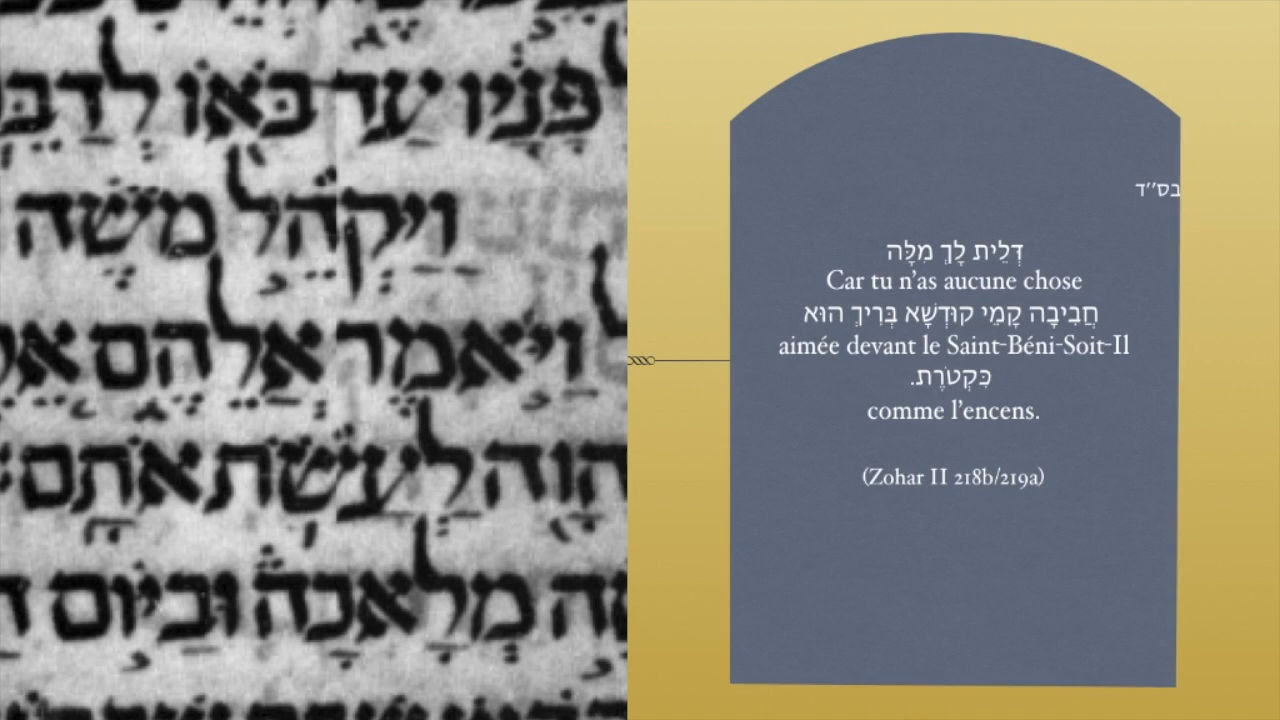 פָּנָיו עַד בֹּאוֹ
וַיַּקְהֵל מֹשֶׁה
וַיֹּאמֶר אֲלֵהֶם
לַעֲשֹׂת אֹתָם
מְלָאכָה וּבַיּוֹם
בס״ד
דְּלֵית לָךְ מִלָּה
Car tu n'as aucune chose
חֲבִיבָה קָמֵי קוּדְשָׁא בְּרִיךְ הוּא
aimée devant le Saint-Béni-Soit-Il
כִּקְטֹרֶת.
comme l'encens.
(Zohar II 218b/219a)